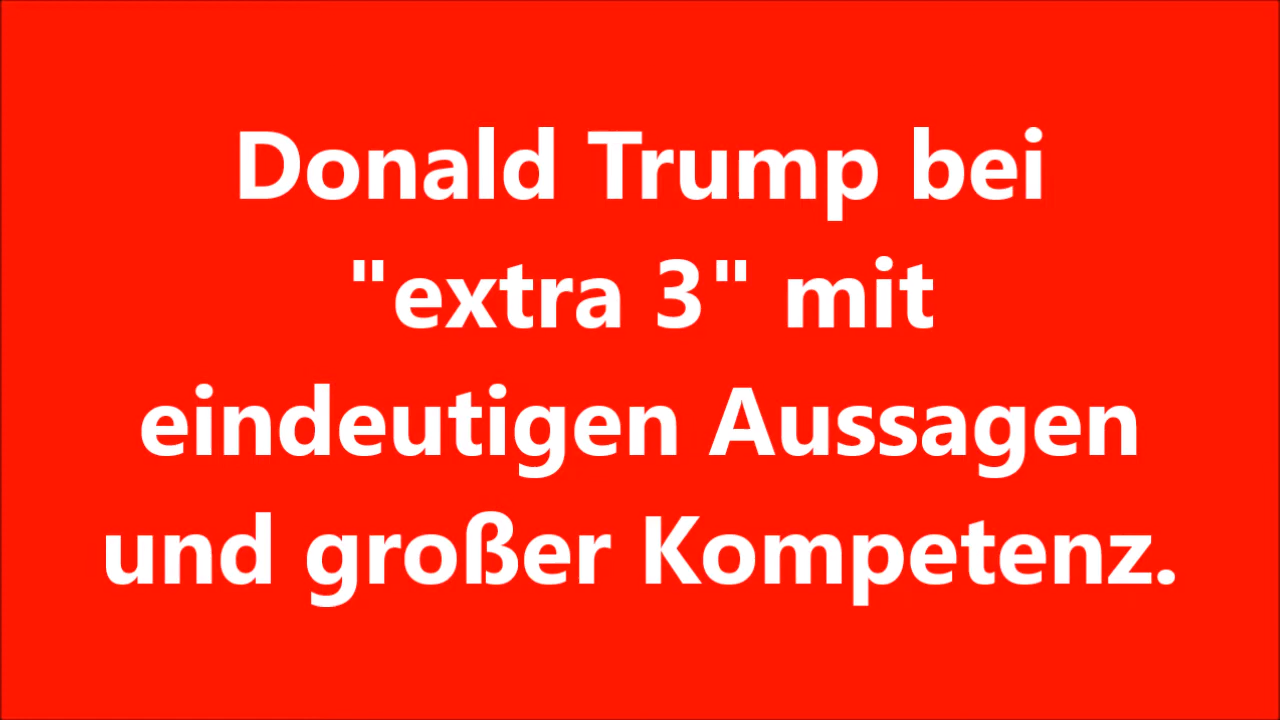 Donald Trump bei
"extra 3" mit
eindeutigen Aussagen
und großer Kompetenz.